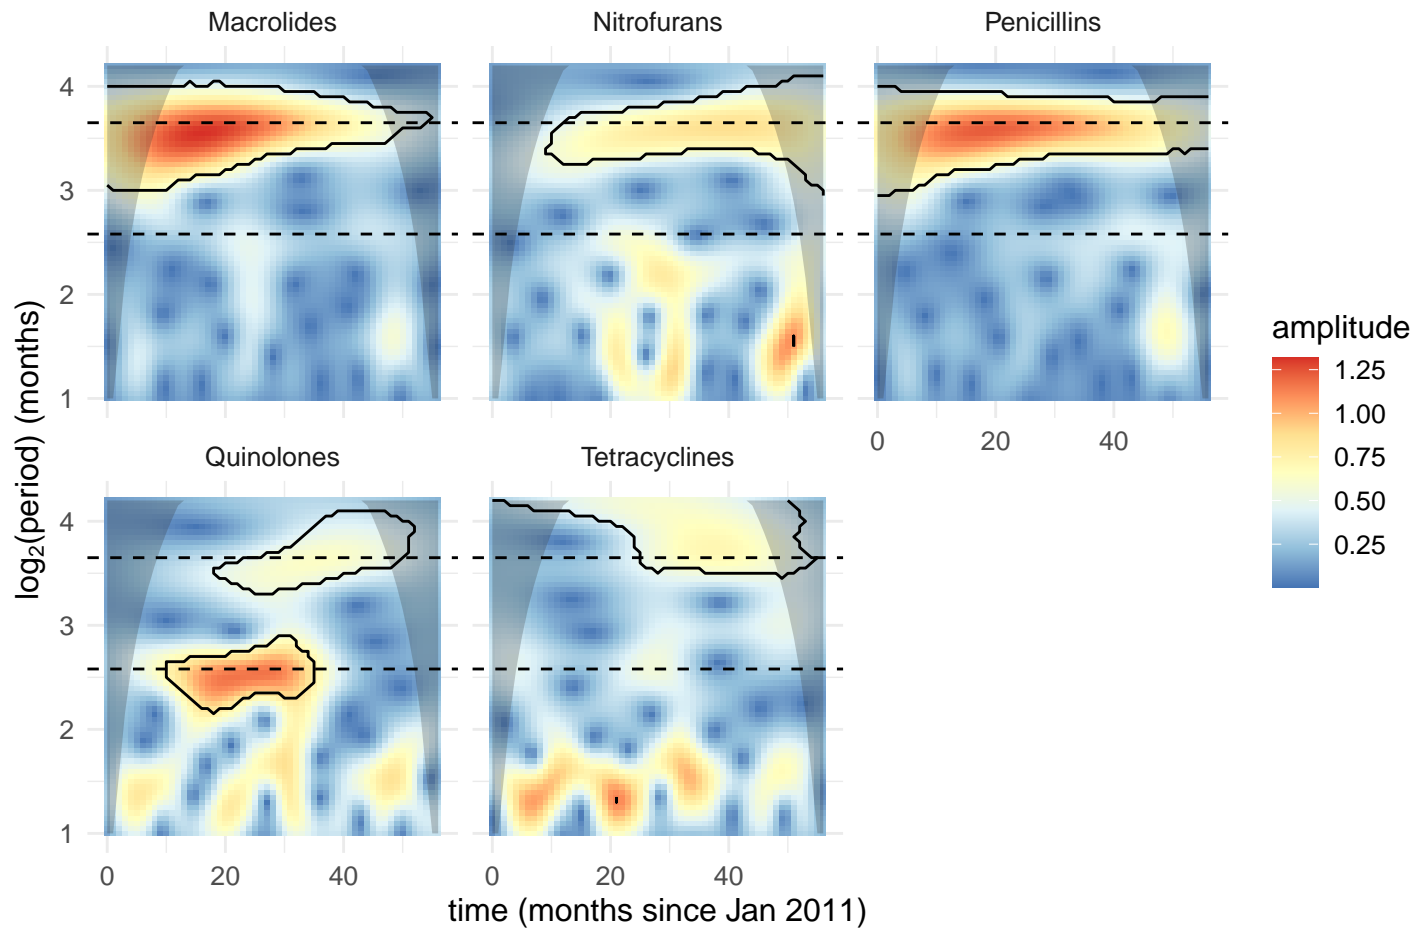 Macrolides Nitrofurans Penicillins
4
3
2
1
0 20 40
Quinolones Tetracyclines
4
3
2
1
0 20 40 0 20 40
time (months since Jan 2011)
log₂(period) (months)
amplitude
1.25
1.00
0.75
0.50
0.25